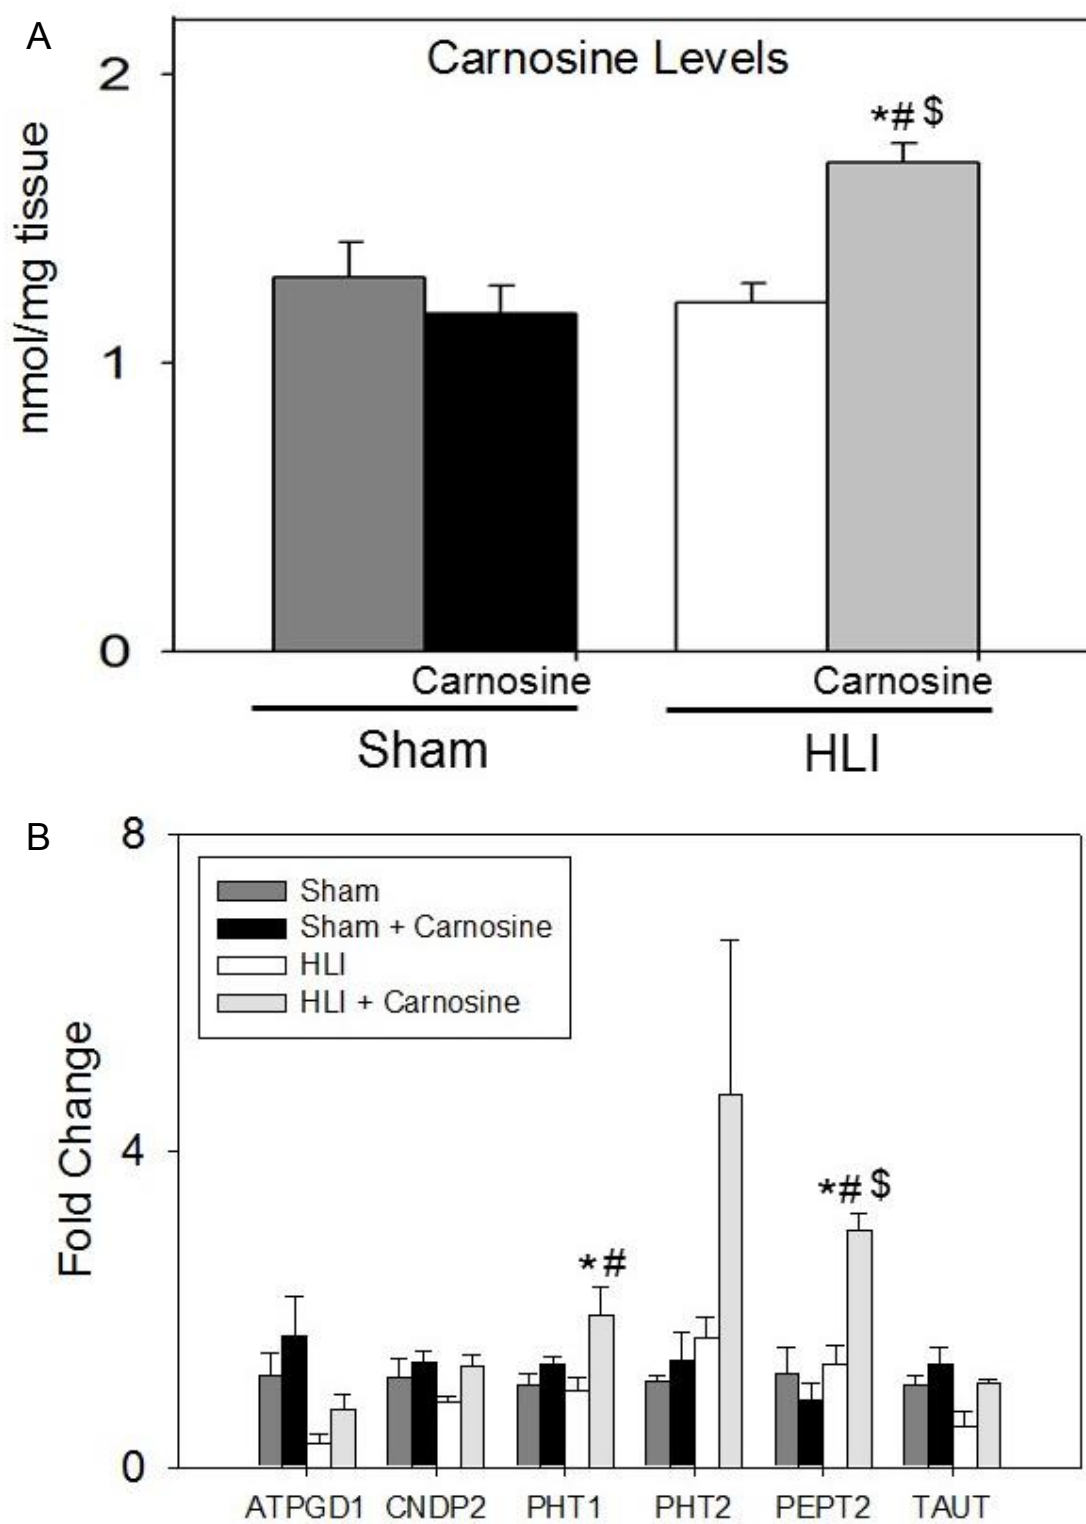 A
Carnosine Levels
2
*# $
nmol/mg tissue
1
0
Carnosine Carnosine
Sham HLI
B
8
Sham
Sham + Carnosine
HLI
HLI + Carnosine
Fold Change
4
*# $
*#
0
ATPGD1 CNDP2 PHT1 PHT2 PEPT2 TAUT